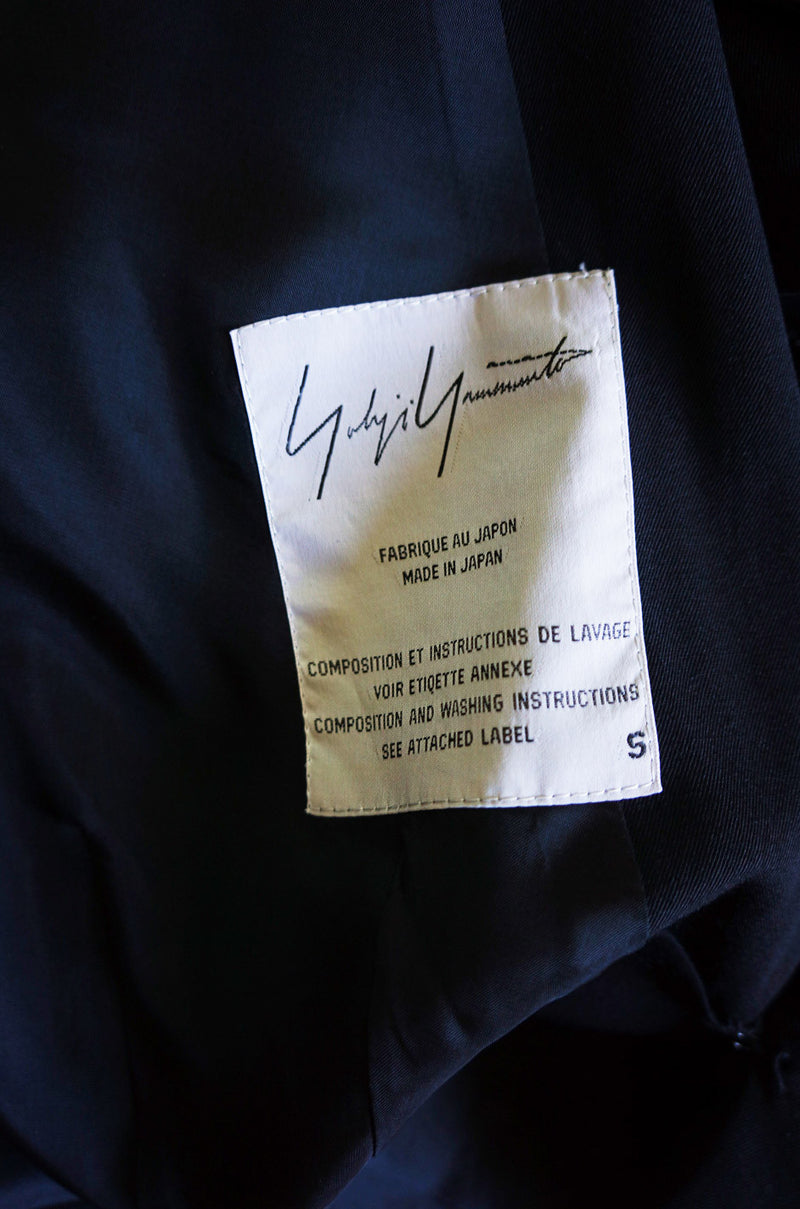 Yohji Yamamoto
FABRIQUE AU JAPON
MADE IN JAPAN
COMPOSITION ET INSTRUCTIONS DE LAVAGE
VOIR ETIQETTE ANNEXE
COMPOSITION AND WASHING INSTRUCTIONS
SEE ATTACHED LABEL
S